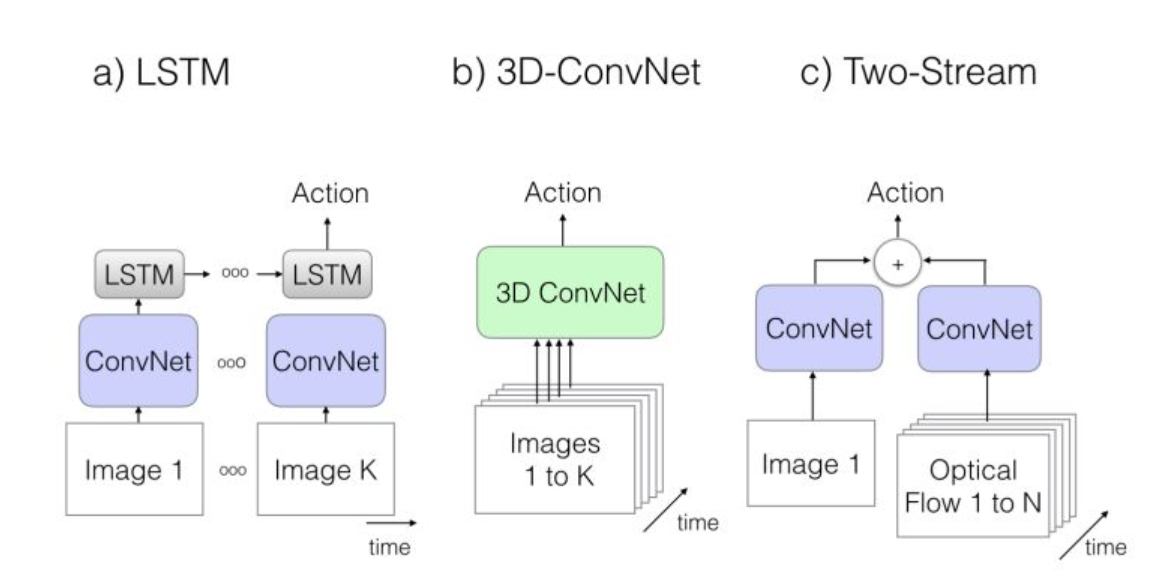 a) LSTM
Action
LSTM
ooo
LSTM
ConvNet
ooo
ConvNet
Image 1
ooo
Image K
time
b) 3D-ConvNet
Action
3D ConvNet
Images
1 to K
time
c) Two-Stream
Action
+
ConvNet
ConvNet
Image 1
Optical
Flow 1 to N
time